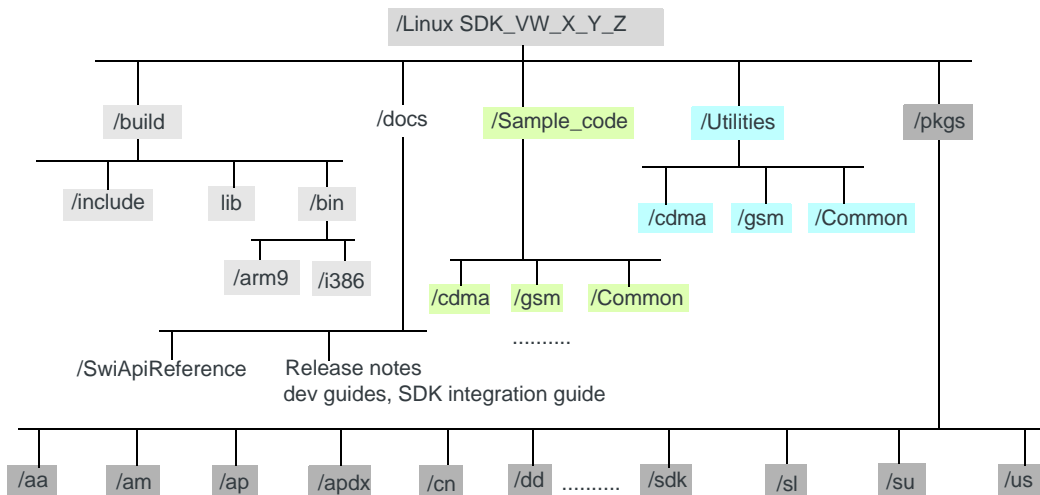 /Linux SDK_VW_X_Y_Z
/build
/docs
/Sample_code
/Utilities
/pkgs
/include
lib
/bin
/cdma
/gsm
/Common
/arm9
/i386
/cdma
/gsm
/Common
..........
/SwiApiReference
Release notes
dev guides, SDK integration guide
/aa
/am
/ap
/apdx
/cn
/dd
..........
/sdk
/sl
/su
/us